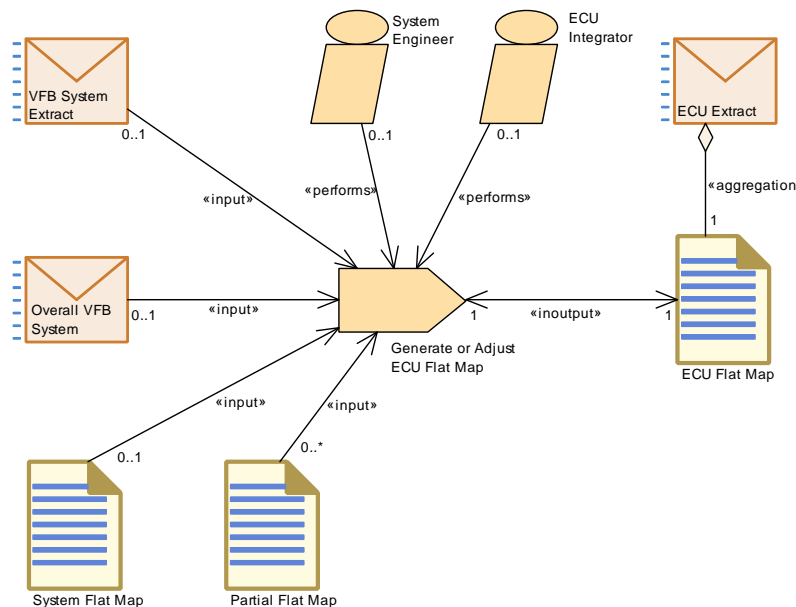 System
Engineer
ECU
Integrator
VFB System
Extract
ECU Extract
0..1
0..1
0..1
«performs»
«performs»
«input»
«aggregation
1
Overall VFB
System
0..1
«input»
«inoutput»
1
1
Generate or Adjust
ECU Flat Map
ECU Flat Map
«input»
«input»
0..1
0..*
System Flat Map
Partial Flat Map